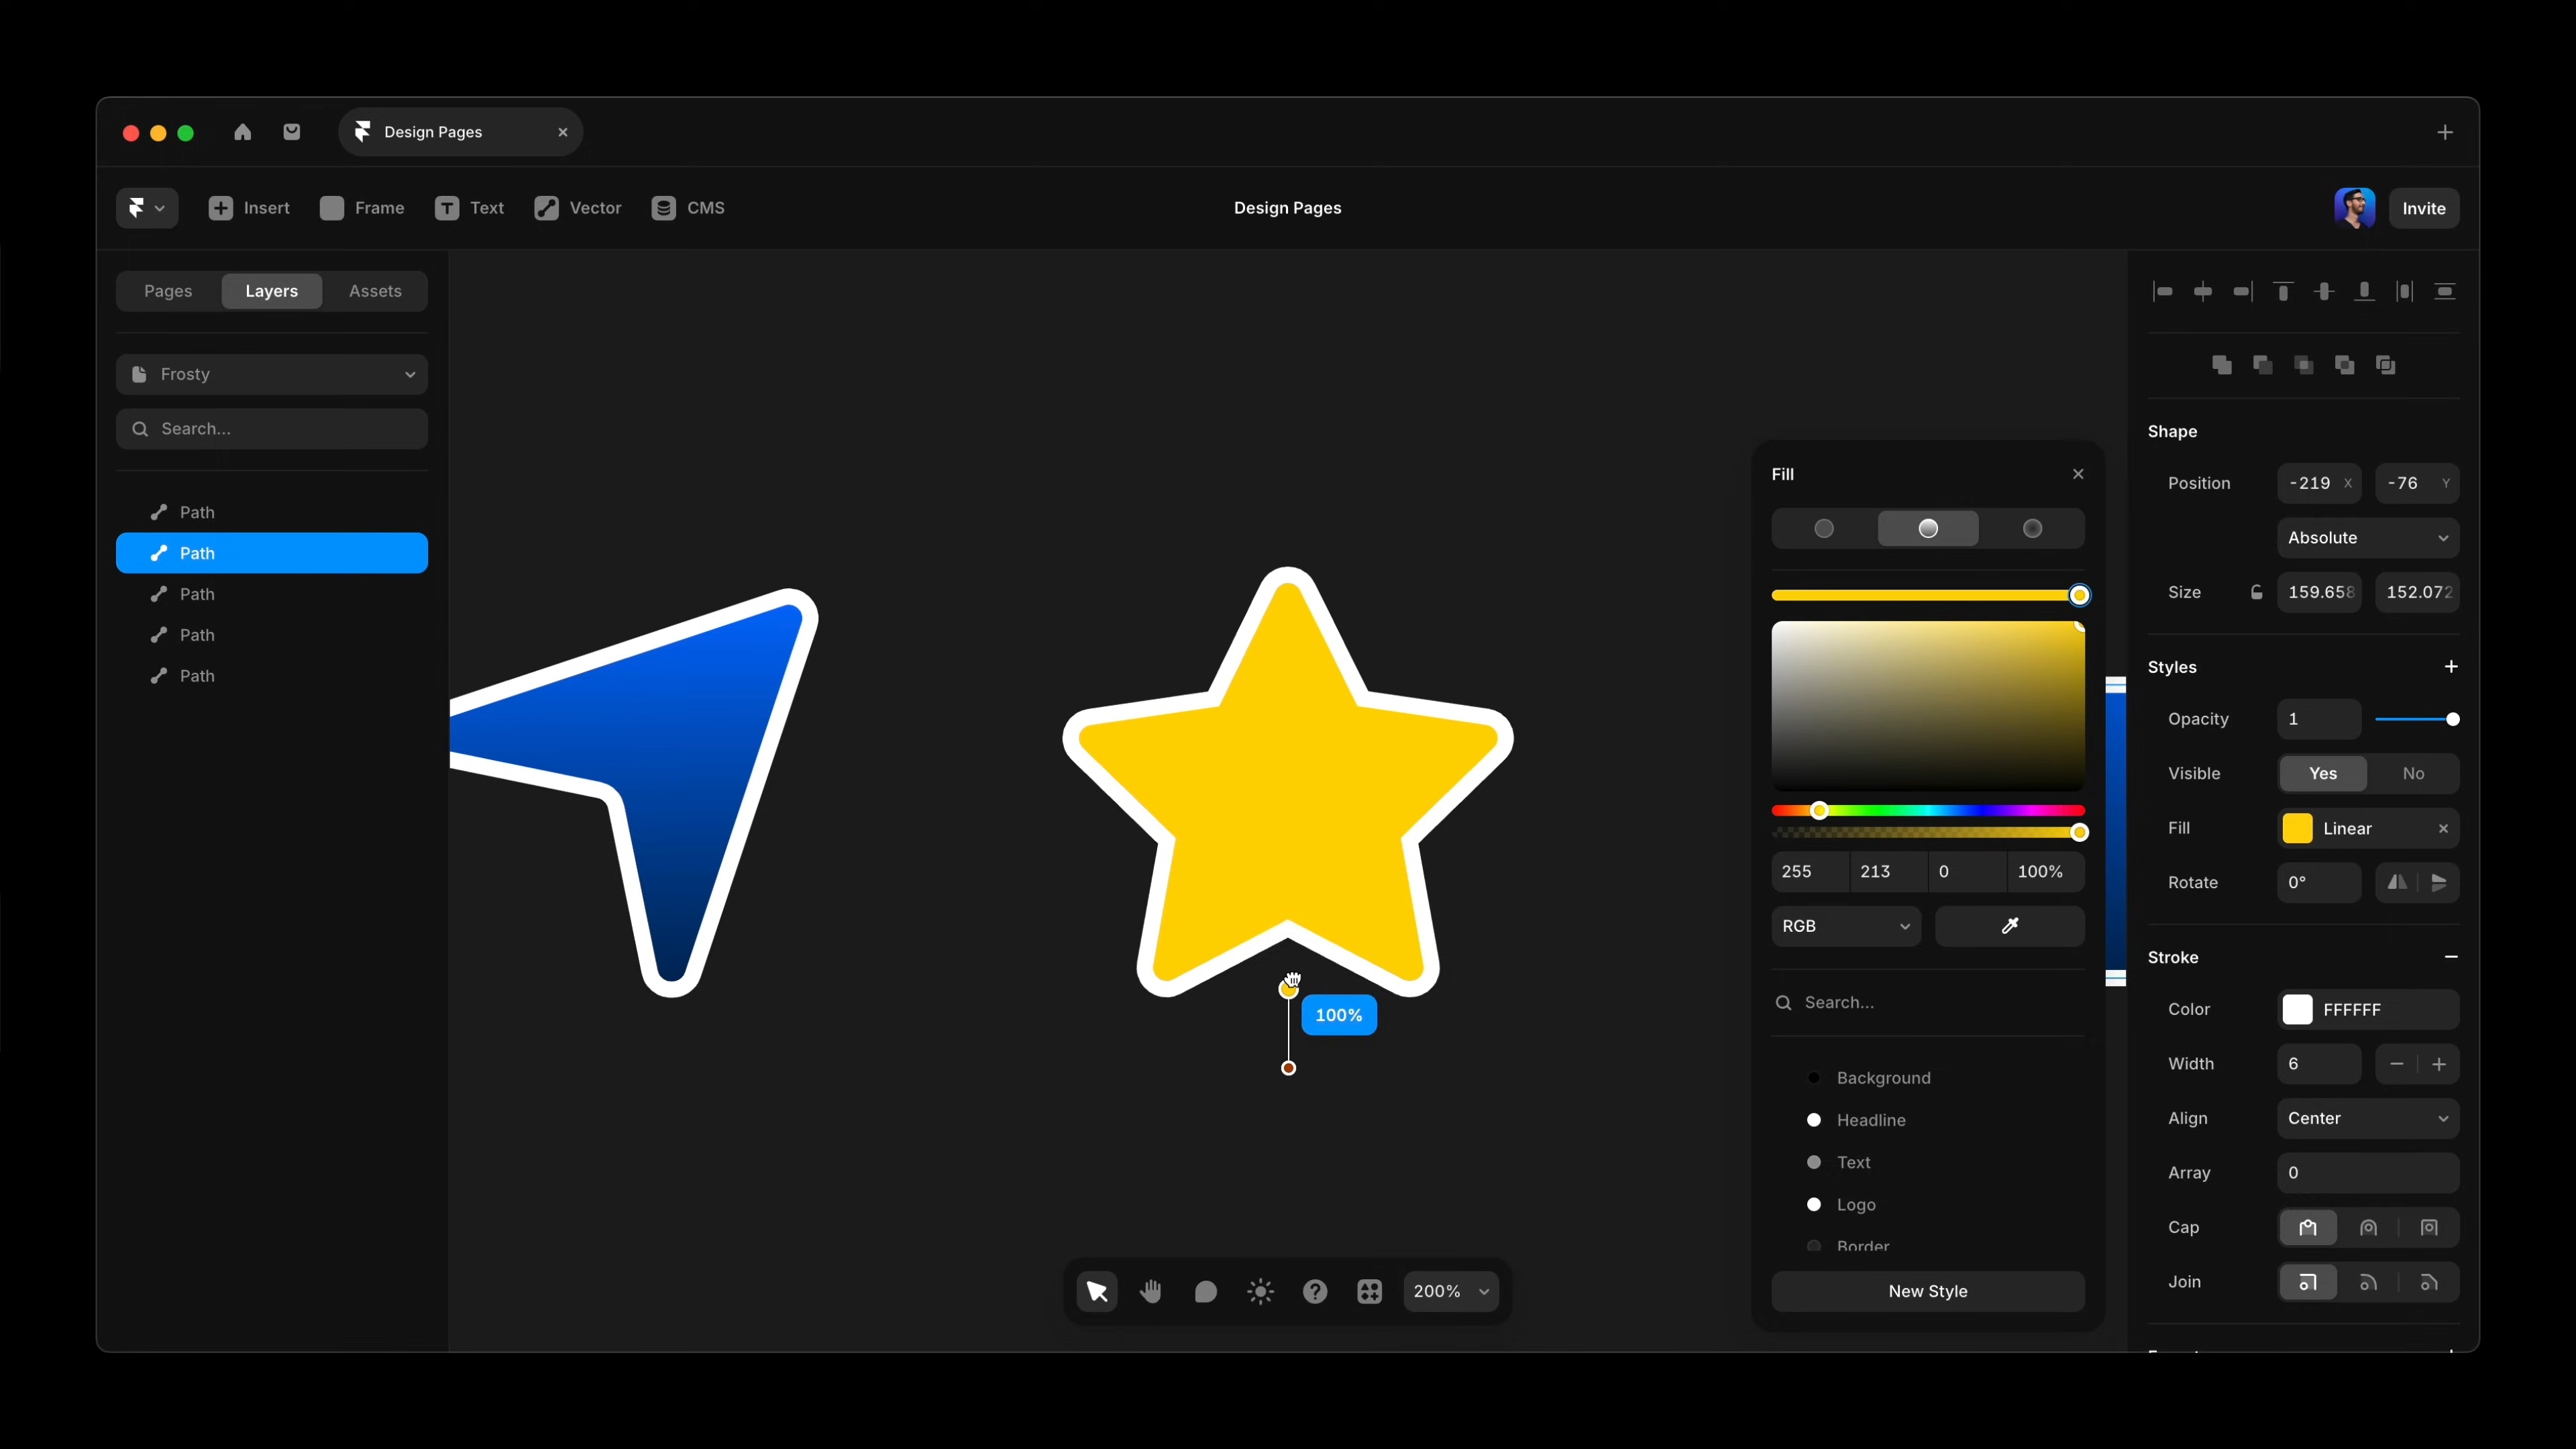 Design Pages
Insert
Frame
Text
Vector
CMS
Design Pages
Invite
Pages
Layers
Assets
Frosty
Search...
Path
Path
Path
Path
Path
100%
200%
Fill
255
213
0
100%
RGB
Search...
Background
Headline
Text
Logo
Border
New Style
Shape
Position
-219 X
-76 Y
Absolute
Size
159.658
152.072
Styles
Opacity
1
Visible
Yes
No
Fill
Linear
Rotate
0°
Stroke
Color
FFFFFF
Width
6
Align
Center
Array
0
Cap
Join